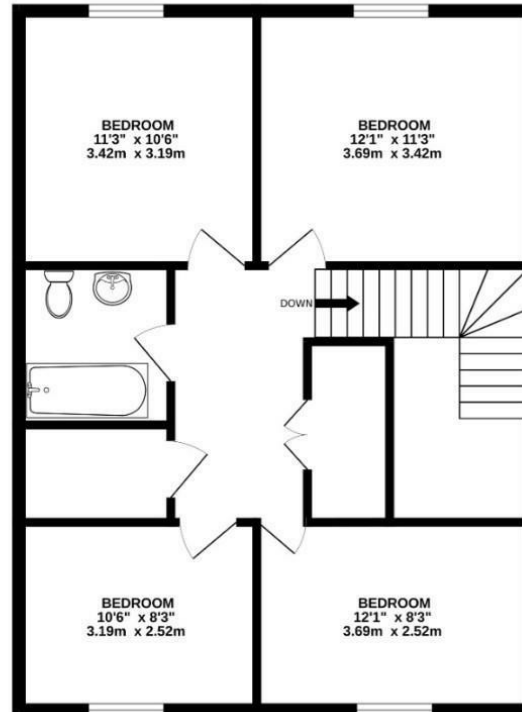 BEDROOM
11'3" x 10'6"
3.42m x 3.19m
BEDROOM
12'1" x 11'3"
3.69m x 3.42m
DOWN
BEDROOM
10'6" x 8'3"
3.19m x 2.52m
BEDROOM
12'1" x 8'3"
3.69m x 2.52m